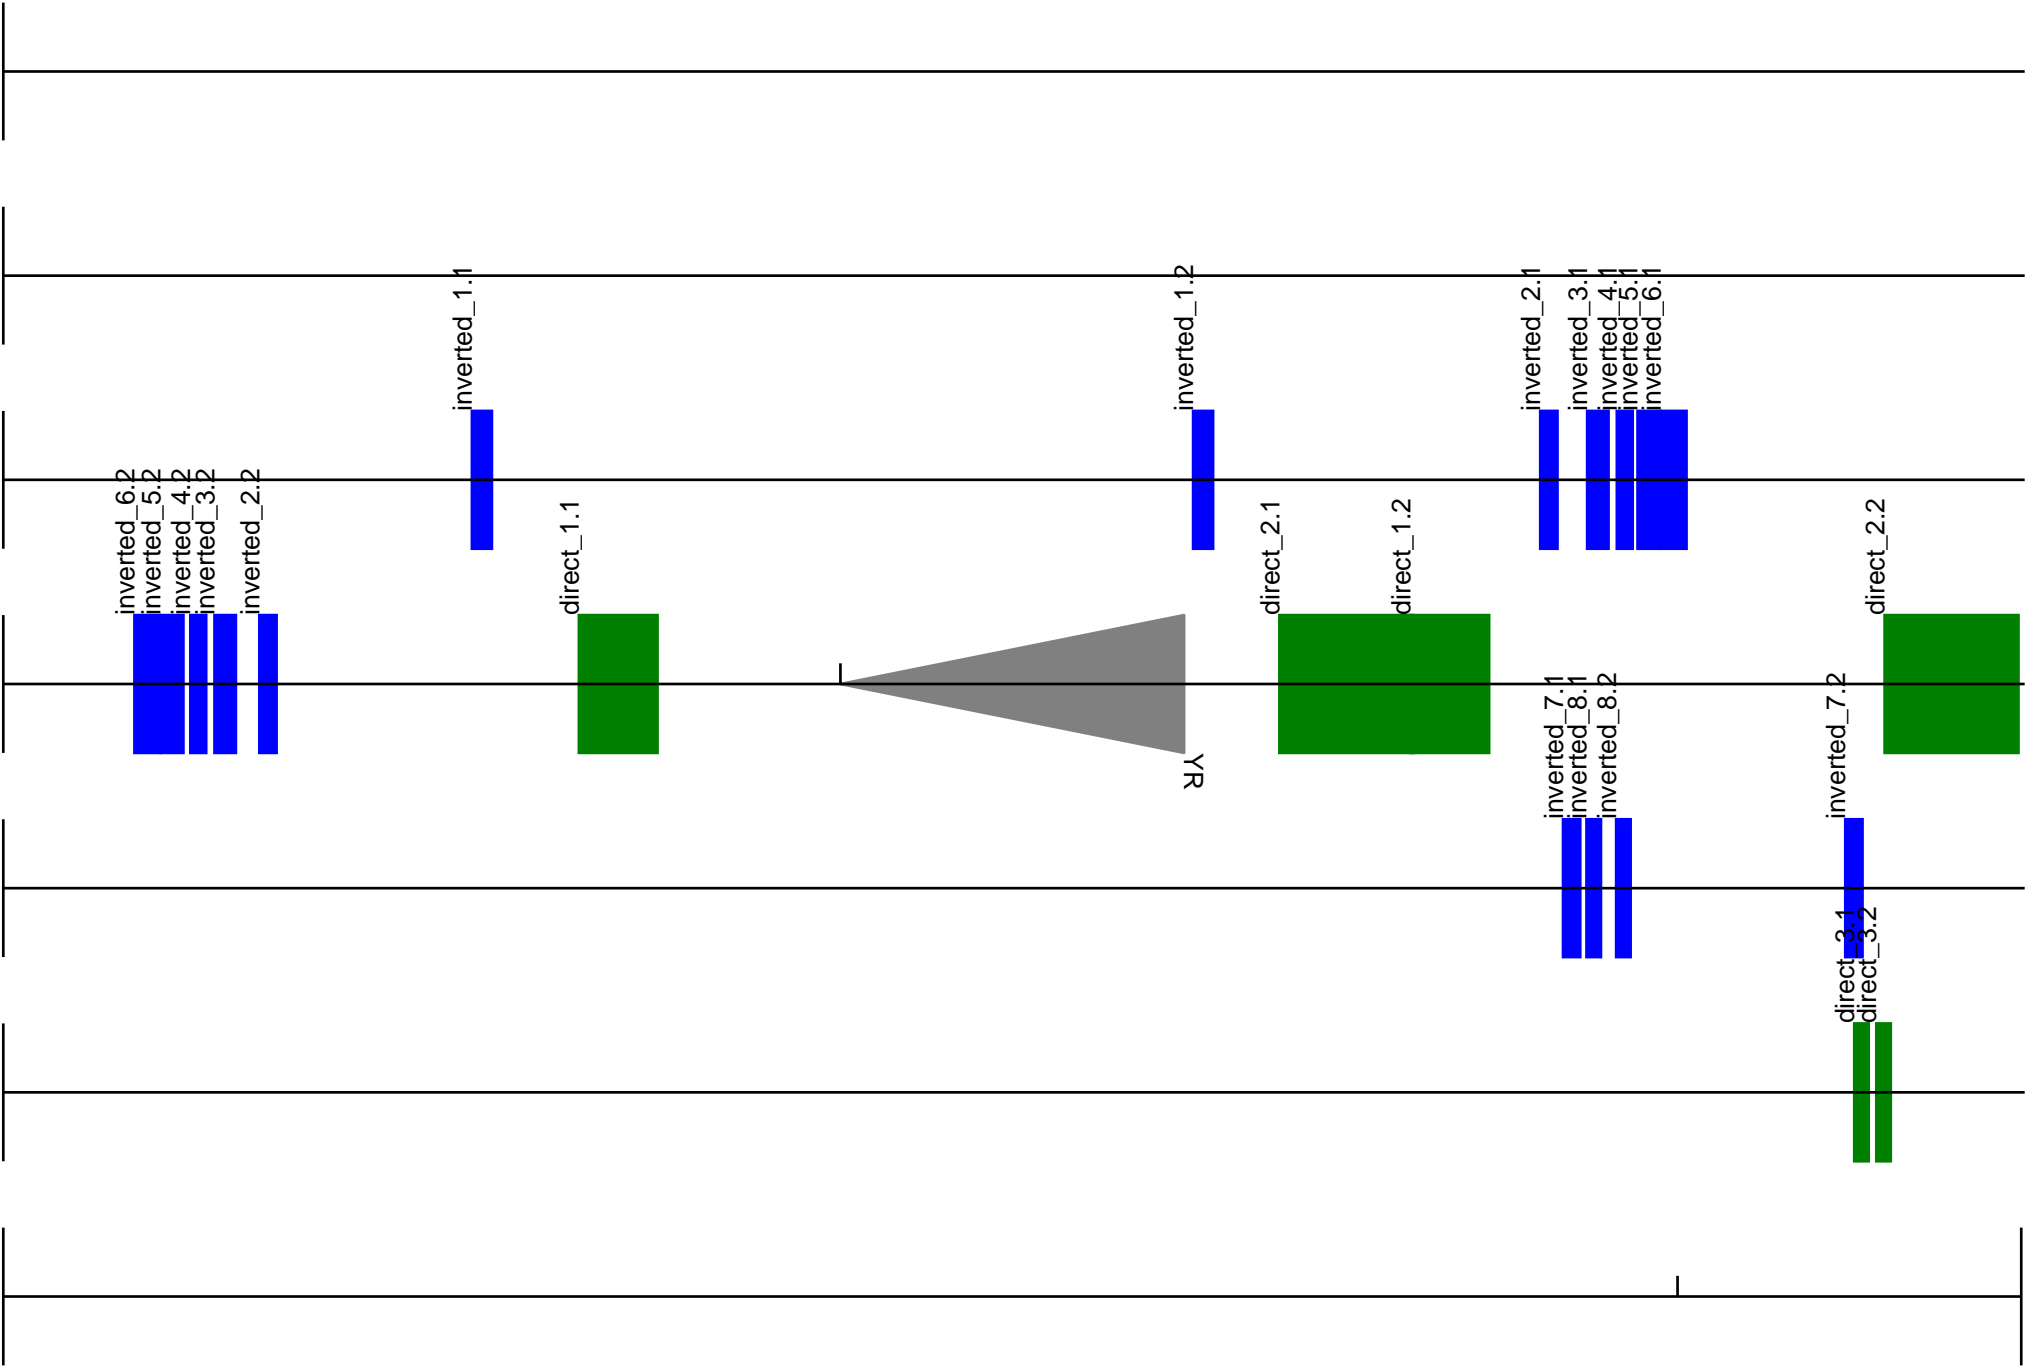 inverted_1.1
inverted_1.2
inverted_2.1
inverted_3.1
inverted_4.1
inverted_5.1
inverted_6.1
inverted_6.2
inverted_5.2
inverted_4.2
inverted_3.2
inverted_2.2
direct_1.1
direct_2.1
direct_1.2
direct_2.2
YR
inverted_7.1
inverted_8.1
inverted_8.2
inverted_7.2
direct_3.1
direct_3.2